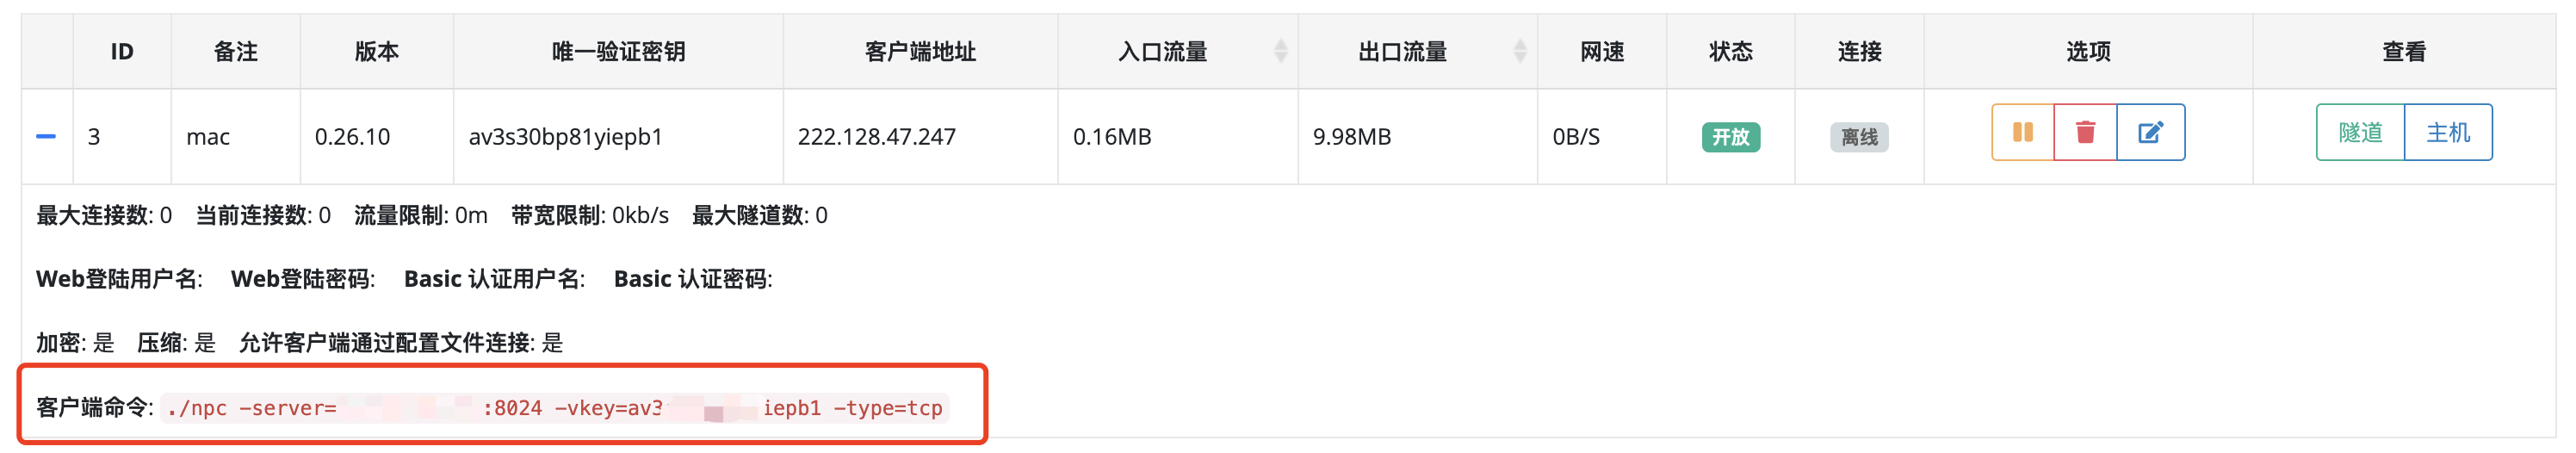 ID 备注 版本 唯一验证密钥 客户端地址 入口流量 出口流量 网速 状态 连接 选项 查看
3 mac 0.26.10 av3s30bp81yiepb1 222.128.47.247 0.16MB 9.98MB 0B/S 开放 离线 隧道 主机
最大连接数: 0 当前连接数: 0 流量限制: 0m 带宽限制: 0kb/s 最大隧道数: 0
Web登陆用户名: Web登陆密码: Basic 认证用户名: Basic 认证密码:
加密: 是 压缩: 是 允许客户端通过配置文件连接: 是
客户端命令: ./npc -server= :8024 -vkey=av3 iepb1 -type=tcp